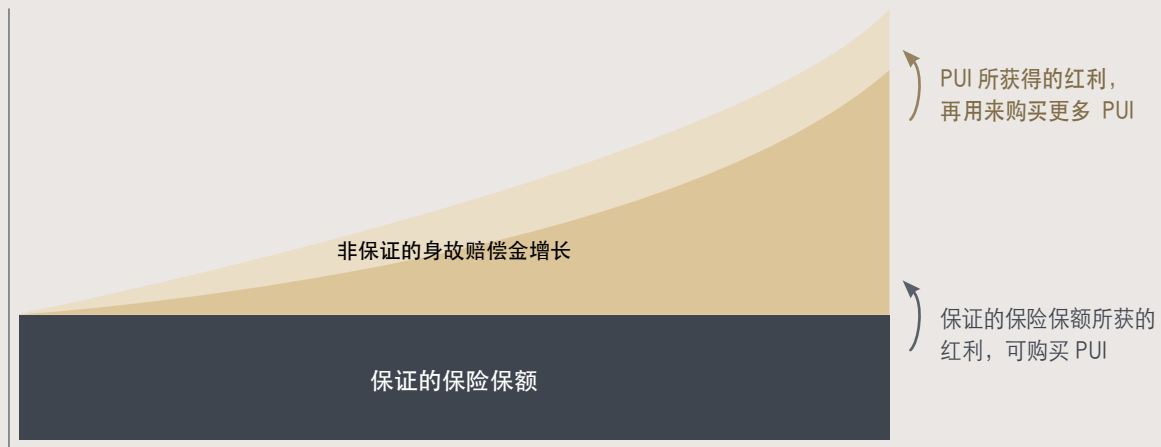 PUI 所获得的红利，
再用来购买更多 PUI
非保证的身故赔偿金增长
保证的保险保额所获的
红利，可购买 PUI
保证的保险保额